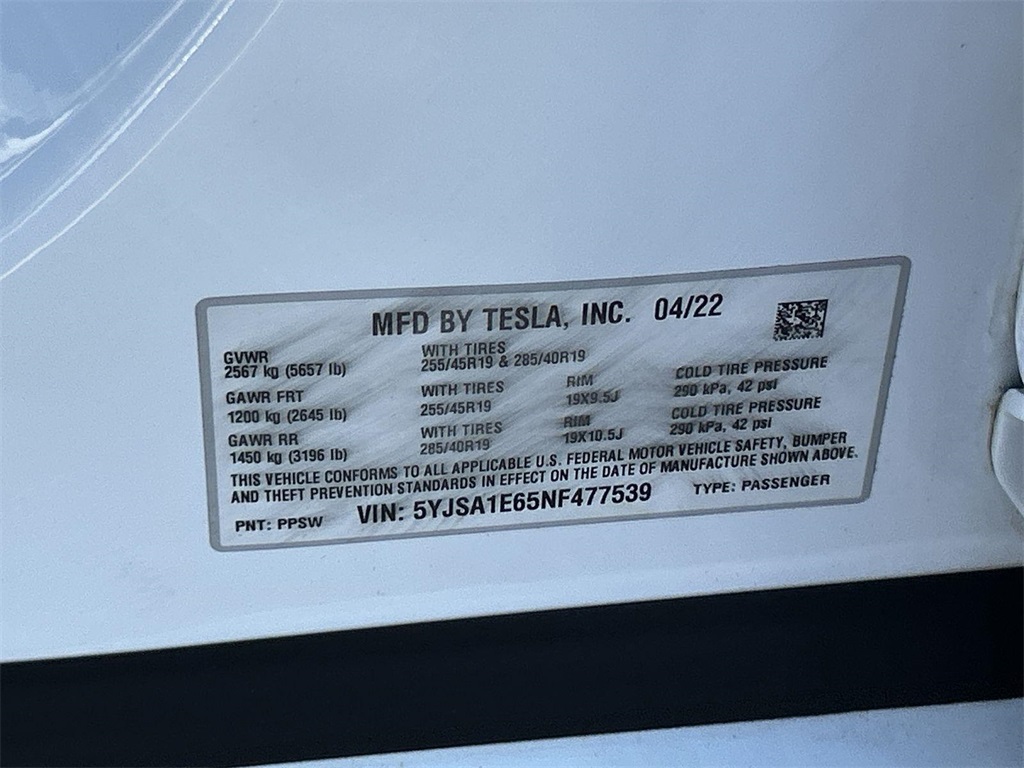 MFD BY TESLA, INC. 04/22
GVWR
2567 kg (5657 lb)
WITH TIRES
255/45R19 & 285/40R19
GAWR FRT
1200 kg (2645 lb)
WITH TIRES
255/45R19
RIM
19X9.5J
COLD TIRE PRESSURE
290 kPa, 42 psi
GAWR RR
1450 kg (3196 lb)
WITH TIRES
285/40R19
RIM
19X10.5J
COLD TIRE PRESSURE
290 kPa, 42 psi
THIS VEHICLE CONFORMS TO ALL APPLICABLE U.S. FEDERAL MOTOR VEHICLE SAFETY, BUMPER
AND THEFT PREVENTION STANDARDS IN EFFECT ON THE DATE OF MANUFACTURE SHOWN ABOVE.
PNT: PPSW VIN: 5YJSA1E65NF477539 TYPE: PASSENGER